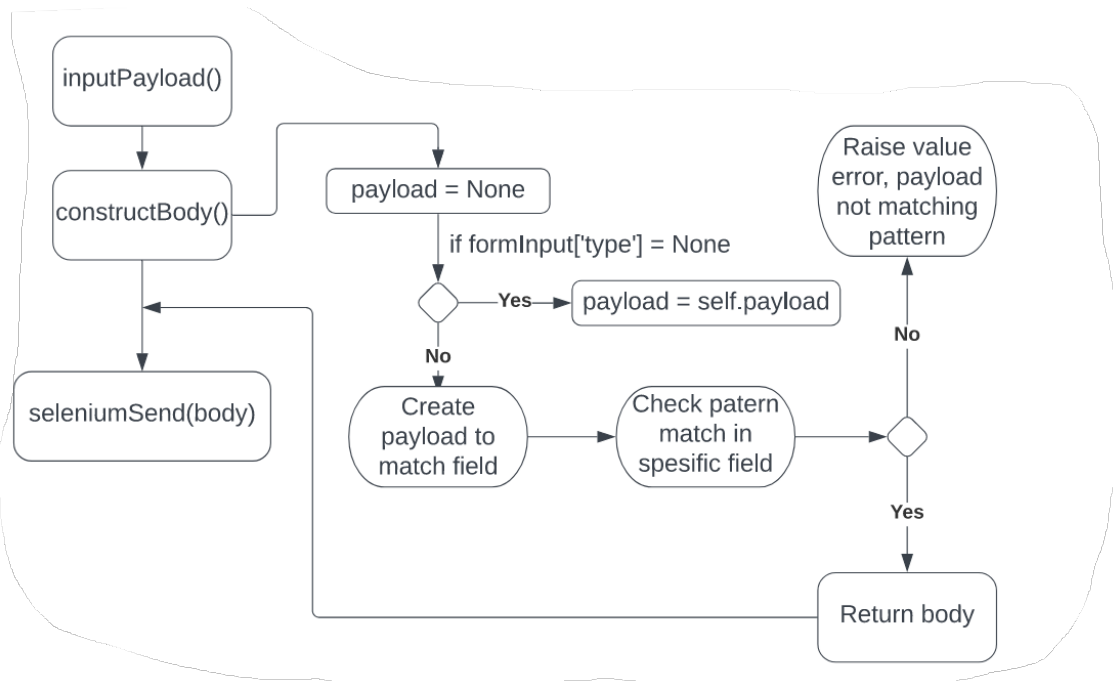 inputPayload()
constructBody()
seleniumSend(body)
payload = None
if formInput['type'] = None
Yes
payload = self.payload
No
Create
payload to
match field
Check patern
match in
spesific field
Raise value
error, payload
not matching
pattern
No
Yes
Return body